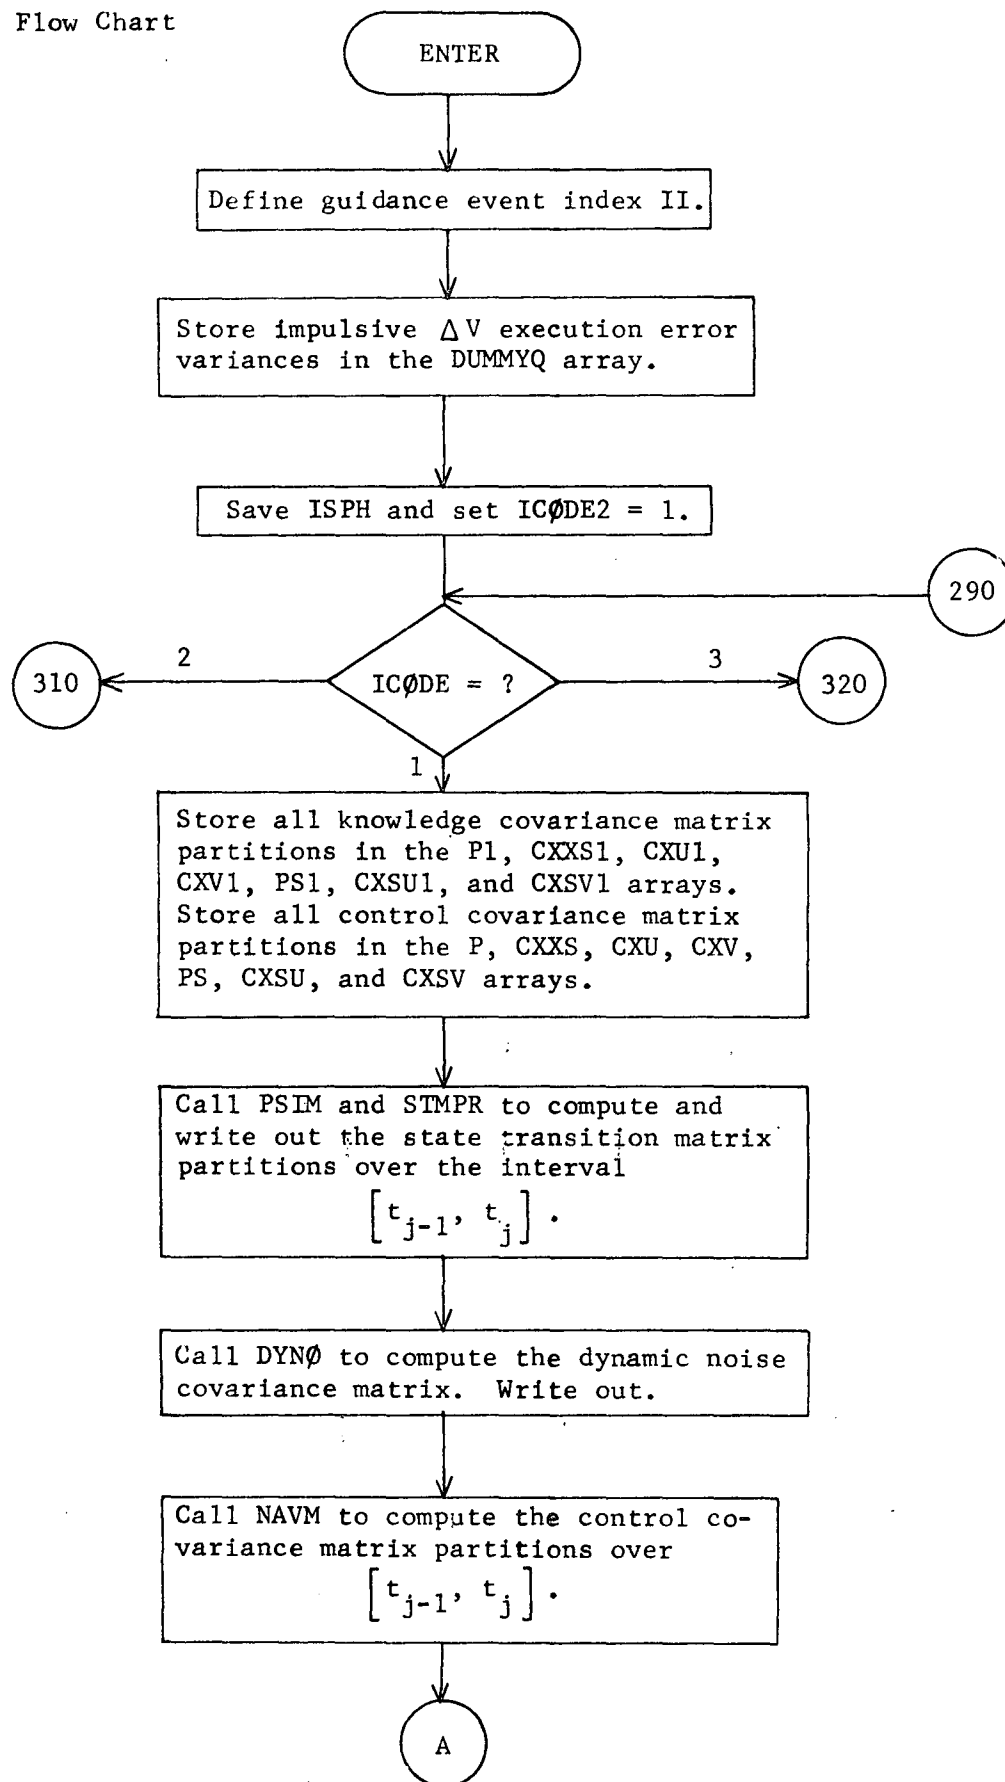 Flow Chart
ENTER
Define guidance event index II.
Store impulsive ΔV execution error
variances in the DUMMYQ array.
Save ISPH and set ICØDE2 = 1.
290
2
3
310
ICØDE = ?
320
1
Store all knowledge covariance matrix
partitions in the P1, CXXS1, CXU1,
CXV1, PS1, CXSU1, and CXSV1 arrays.
Store all control covariance matrix
partitions in the P, CXXS, CXU, CXV,
PS, CXSU, and CXSV arrays.
Call PSIM and STMPR to compute and
write out the state transition matrix
partitions over the interval
[t_{j-1}, t_j].
Call DYNØ to compute the dynamic noise
covariance matrix. Write out.
Call NAVM to compute the control co-
variance matrix partitions over
[t_{j-1}, t_j].
A